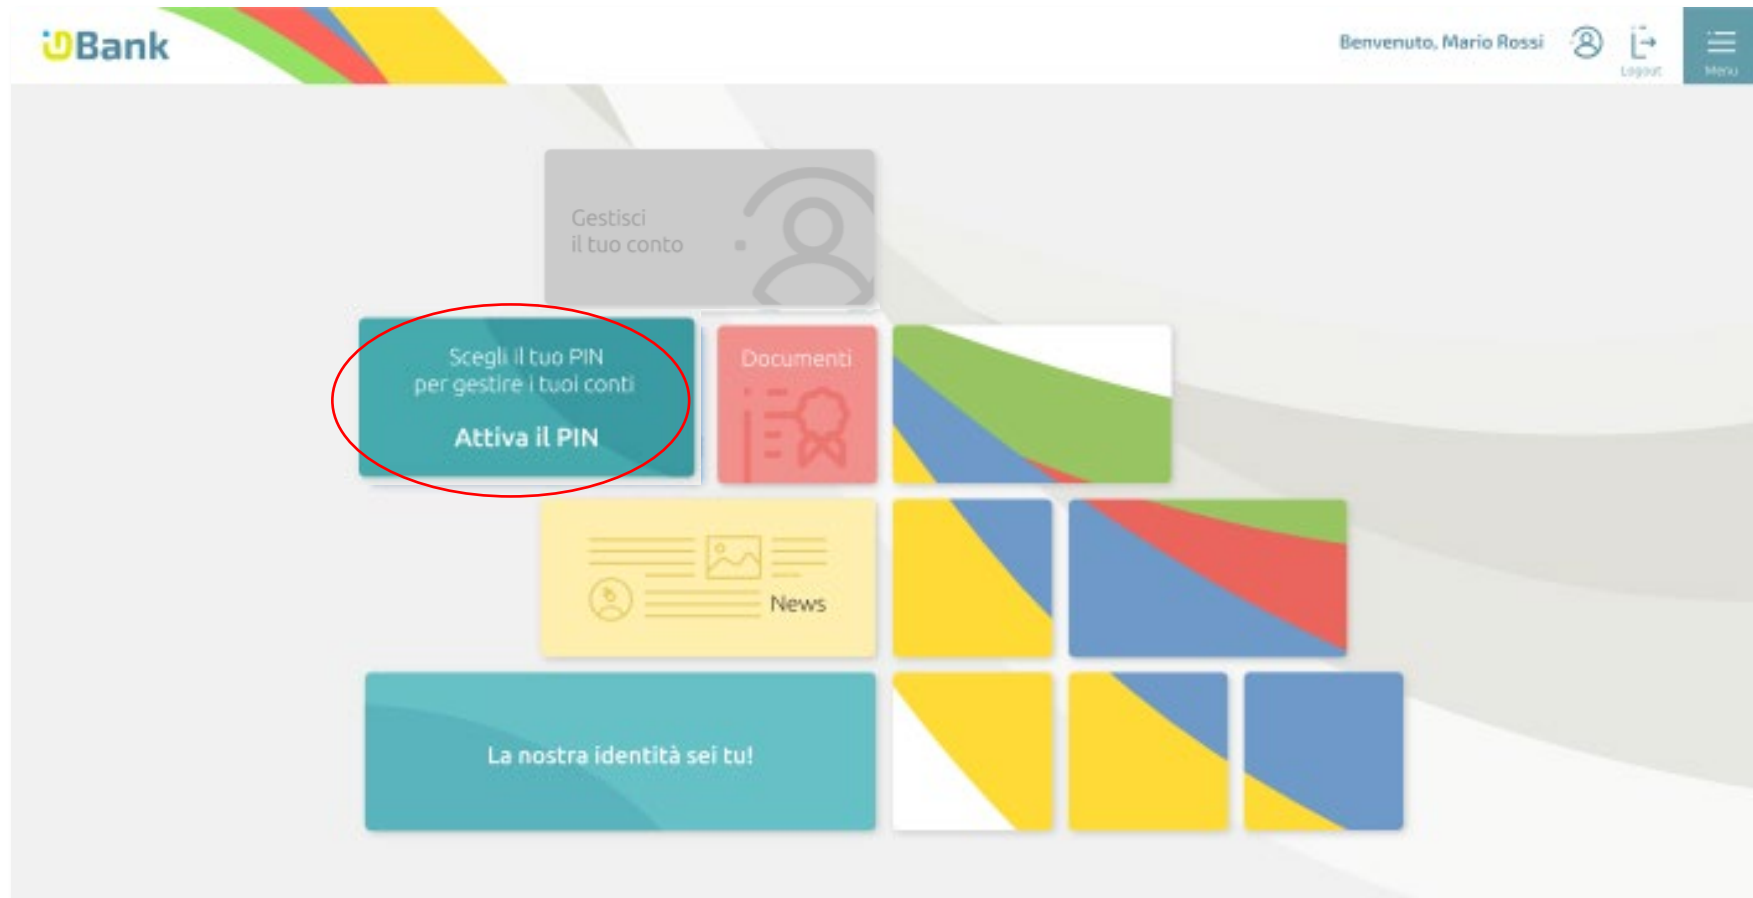 idBank
Benvenuto, Mario Rossi
Logout
Menu
Gestisci
il tuo conto
Scegli il tuo PIN
per gestire i tuoi conti
Attiva il PIN
Documenti
News
La nostra identità sei tu!